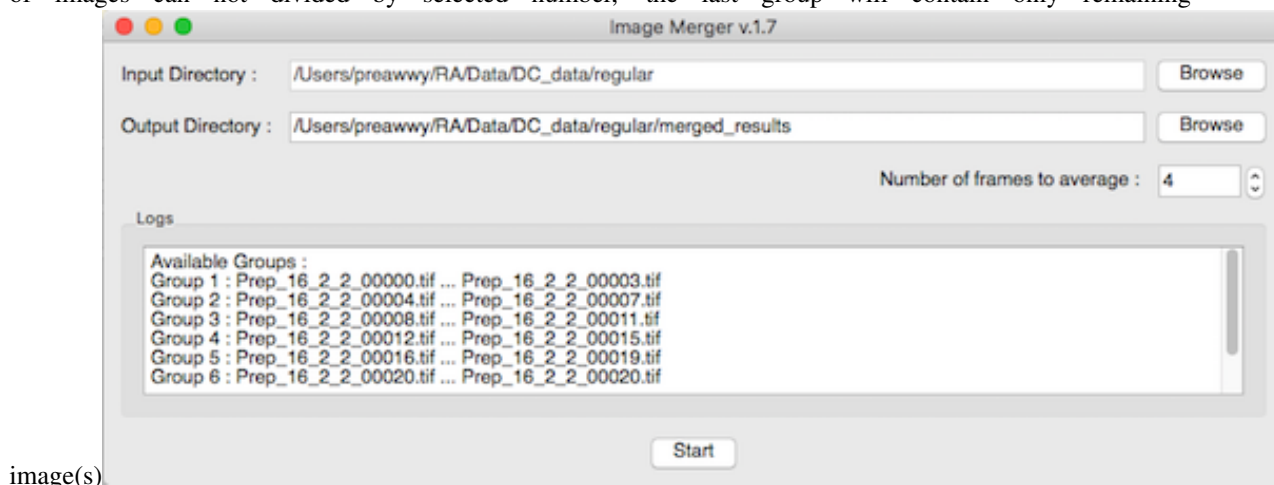 of images can not divided by selected number, the last group will contain only remaining
Image Merger v.1.7
Input Directory : /Users/preawwy/RA/Data/DC_data/regular Browse
Output Directory : /Users/preawwy/RA/Data/DC_data/regular/merged_results Browse
Number of frames to average : 4
Logs
Available Groups :
Group 1 : Prep_16_2_2_00000.tif ... Prep_16_2_2_00003.tif
Group 2 : Prep_16_2_2_00004.tif ... Prep_16_2_2_00007.tif
Group 3 : Prep_16_2_2_00008.tif ... Prep_16_2_2_00011.tif
Group 4 : Prep_16_2_2_00012.tif ... Prep_16_2_2_00015.tif
Group 5 : Prep_16_2_2_00016.tif ... Prep_16_2_2_00019.tif
Group 6 : Prep_16_2_2_00020.tif ... Prep_16_2_2_00020.tif
Start
image(s)